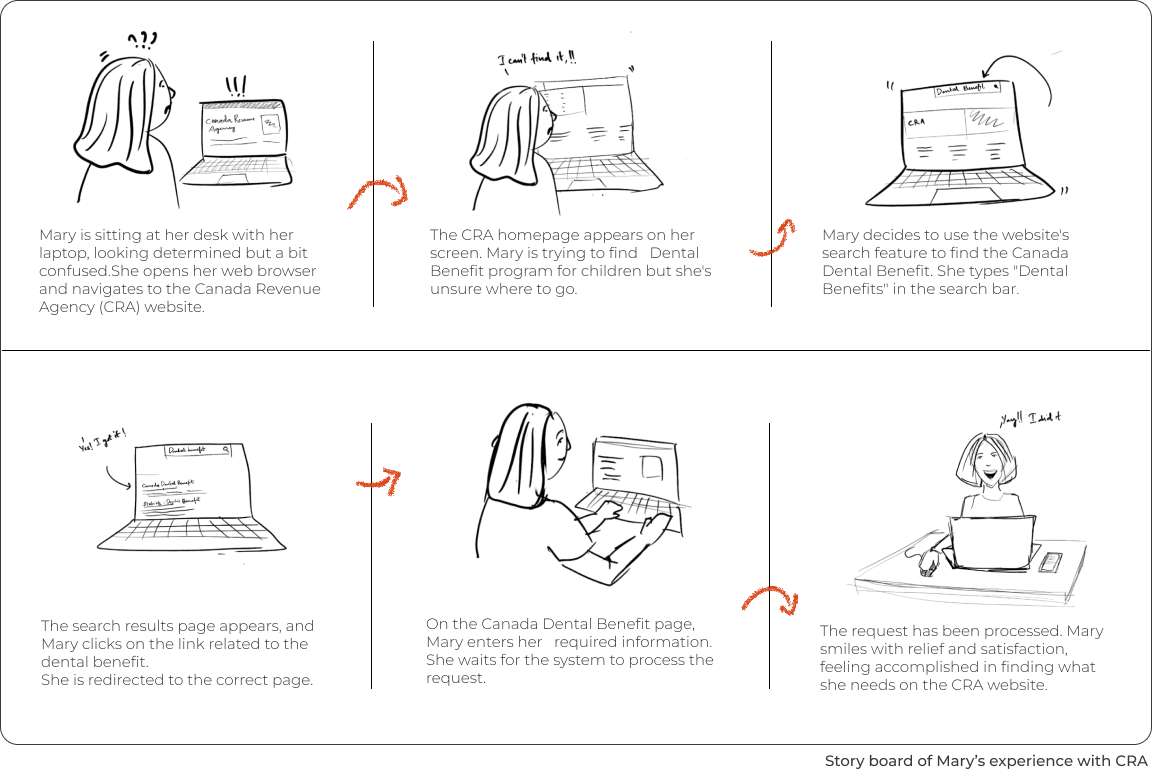 ???
!!!
Canada Revenue
Agency
Mary is sitting at her desk with her
laptop, looking determined but a bit
confused.She opens her web browser
and navigates to the Canada Revenue
Agency (CRA) website.
I can't find it,!!
The CRA homepage appears on her
screen. Mary is trying to find Dental
Benefit program for children but she's
unsure where to go.
Dental Benefit
CRA
Mary decides to use the website's
search feature to find the Canada
Dental Benefit. She types "Dental
Benefits" in the search bar.
Yes! I got it!
Dental benefit
Canada Dental Benefit
Benefit
The search results page appears, and
Mary clicks on the link related to the
dental benefit.
She is redirected to the correct page.
On the Canada Dental Benefit page,
Mary enters her required information.
She waits for the system to process the
request.
Yay!! I did it
The request has been processed. Mary
smiles with relief and satisfaction,
feeling accomplished in finding what
she needs on the CRA website.
Story board of Mary's experience with CRA